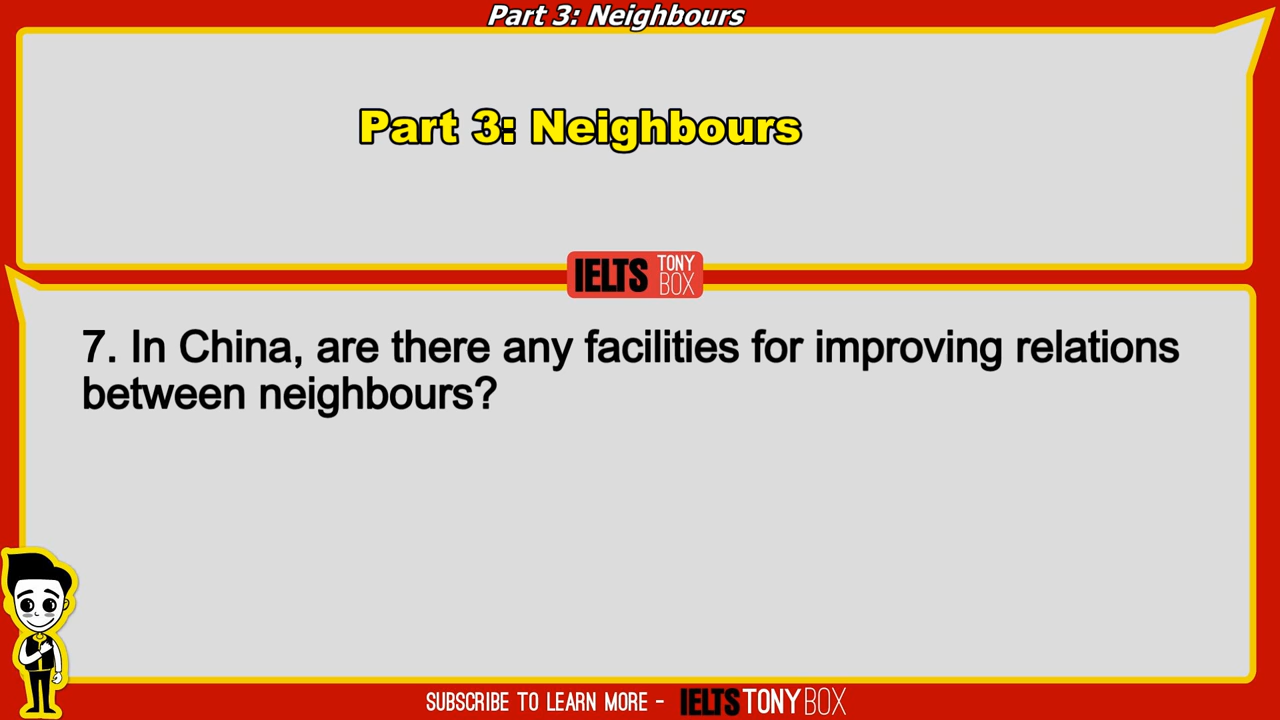 Part 3: Neighbours
Part 3: Neighbours
IELTS TONY BOX
7. In China, are there any facilities for improving relations
between neighbours?
SUBSCRIBE TO LEARN MORE - IELTS TONY BOX